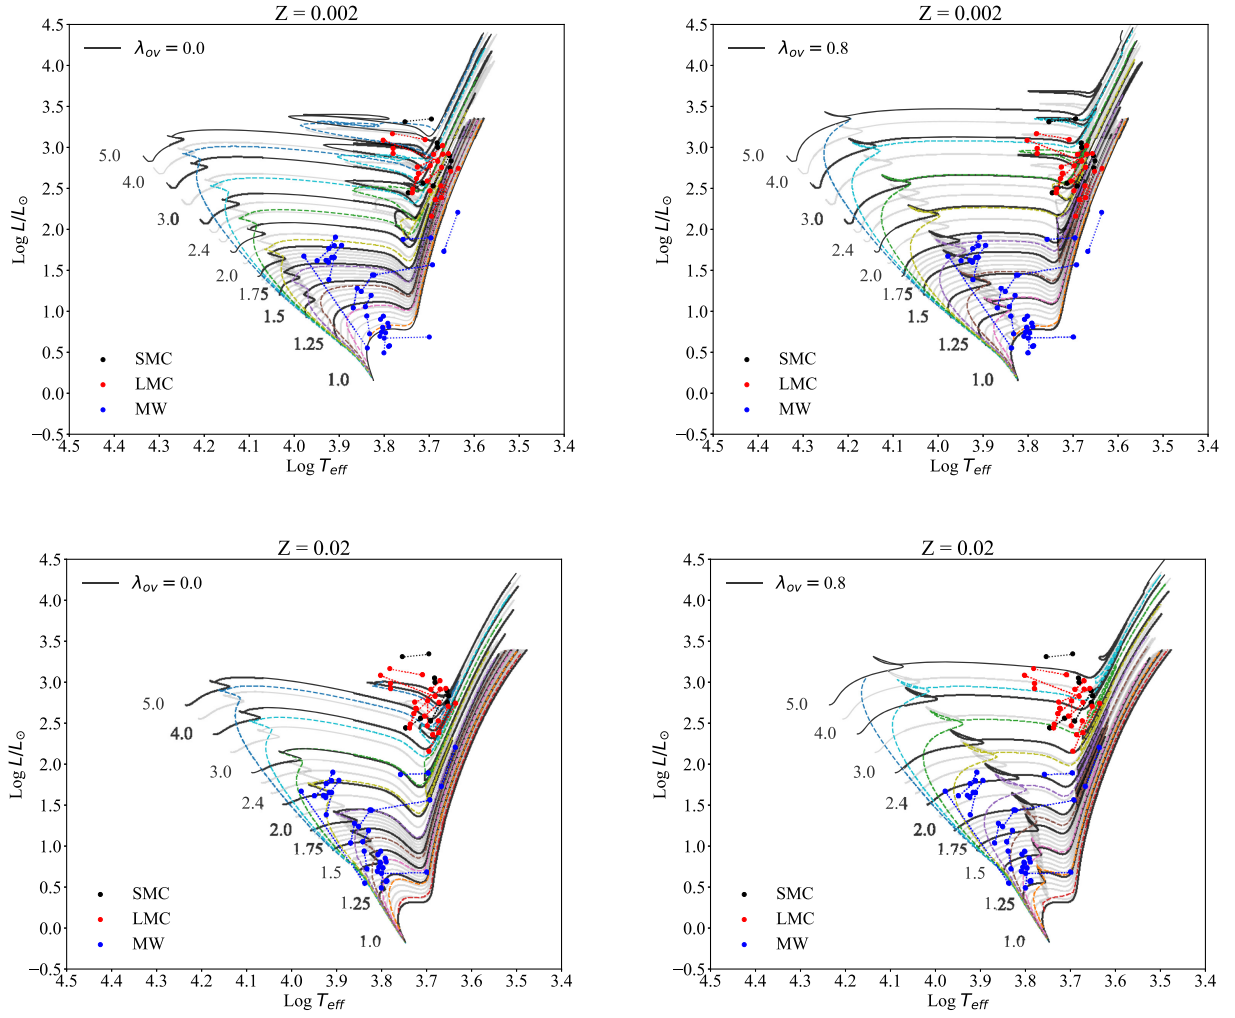 Z = 0.002
λov = 0.0
4.5
4.0
3.5
3.0
2.5
2.0
1.5
1.0
0.5
0.0
−0.5
Log L/L⊙
5.0
4.0
3.0
2.4
2.0
1.75
1.5
1.25
1.0
SMC
LMC
MW
4.5 4.4 4.3 4.2 4.1 4.0 3.9 3.8 3.7 3.6 3.5 3.4
Log Teff
Z = 0.002
λov = 0.8
4.5
4.0
3.5
3.0
2.5
2.0
1.5
1.0
0.5
0.0
−0.5
Log L/L⊙
5.0
4.0
3.0
2.4
2.0
1.75
1.5
1.25
1.0
SMC
LMC
MW
4.5 4.4 4.3 4.2 4.1 4.0 3.9 3.8 3.7 3.6 3.5 3.4
Log Teff
Z = 0.02
λov = 0.0
4.5
4.0
3.5
3.0
2.5
2.0
1.5
1.0
0.5
0.0
−0.5
Log L/L⊙
5.0
4.0
3.0
2.4
2.0
1.75
1.5
1.25
1.0
SMC
LMC
MW
4.5 4.4 4.3 4.2 4.1 4.0 3.9 3.8 3.7 3.6 3.5 3.4
Log Teff
Z = 0.02
λov = 0.8
4.5
4.0
3.5
3.0
2.5
2.0
1.5
1.0
0.5
0.0
−0.5
Log L/L⊙
5.0
4.0
3.0
2.4
2.0
1.75
1.5
1.25
1.0
SMC
LMC
MW
4.5 4.4 4.3 4.2 4.1 4.0 3.9 3.8 3.7 3.6 3.5 3.4
Log Teff